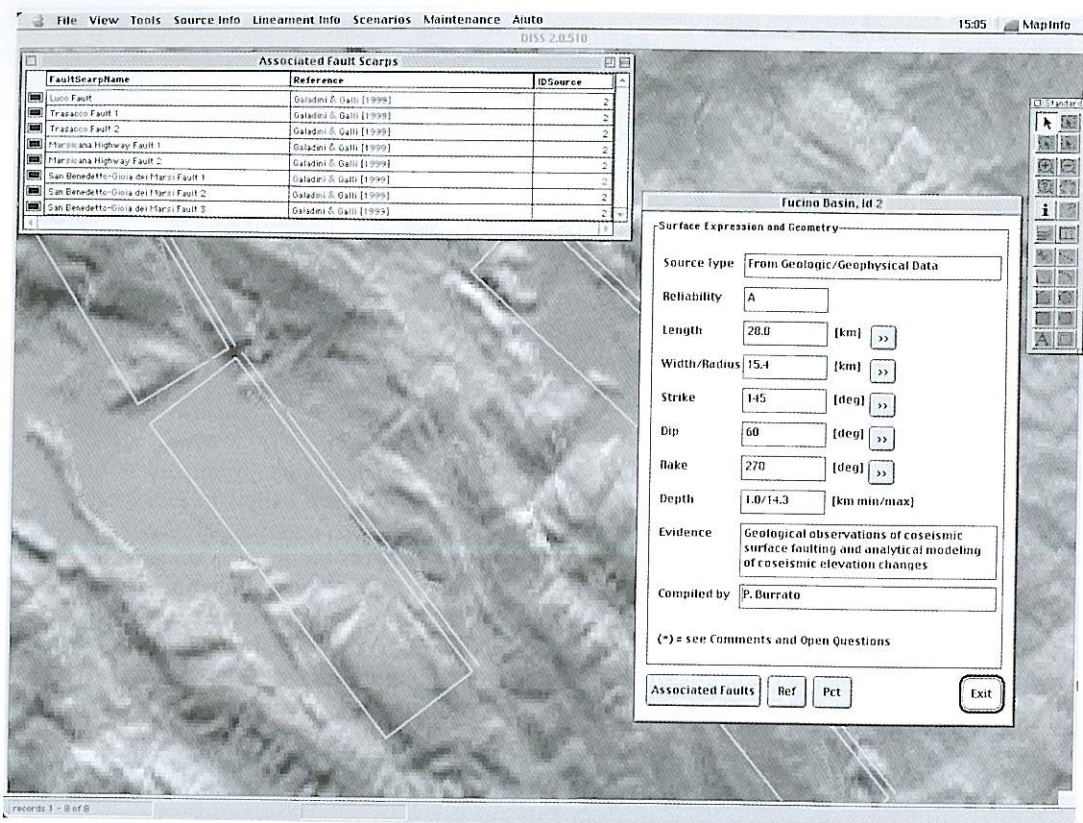 File View Tools Source Info Lineament Info Scenarios Maintenance Aiuto 15:05 MapInfo
DISS 2.0.510
Associated Fault Scarps
FaultScarpName Reference IDSource
Luco Fault Galadini & Galli [1999] 2
Trasacco Fault 1 Galadini & Galli [1999] 2
Trasacco Fault 2 Galadini & Galli [1999] 2
Marsicana Highway Fault 1 Galadini & Galli [1999] 2
Marsicana Highway Fault 2 Galadini & Galli [1999] 2
San Benedetto-Gioia dei Marsi Fault 1 Galadini & Galli [1999] 2
San Benedetto-Gioia dei Marsi Fault 2 Galadini & Galli [1999] 2
San Benedetto-Gioia dei Marsi Fault 3 Galadini & Galli [1999] 2
Standard
Fucino Basin, Id 2
Surface Expression and Geometry
Source Type From Geologic/Geophysical Data
Reliability A
Length 28.0 [km] >>
Width/Radius 15.4 [km] >>
Strike 145 [deg] >>
Dip 60 [deg] >>
Rake 270 [deg] >>
Depth 1.0/14.3 [km min/max]
Evidence Geological observations of coseismic
surface faulting and analytical modeling
of coseismic elevation changes
Compiled by P. Burrato
(*) = see Comments and Open Questions
Associated Faults Ref Pct Exit
records 1 - 8 of 8